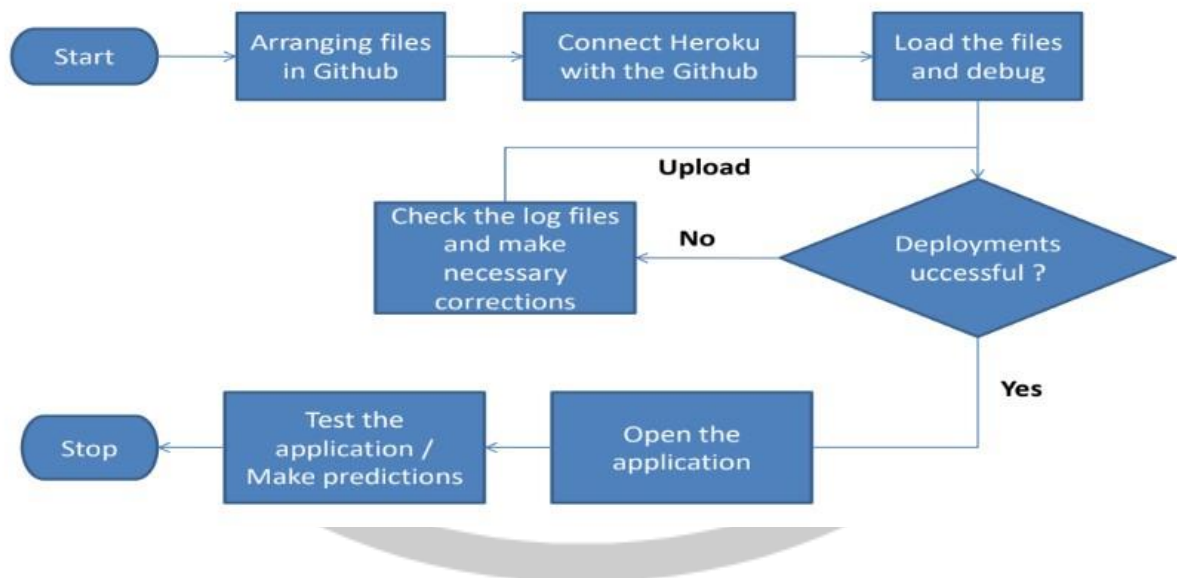 Start
Arranging files
in Github
Connect Heroku
with the Github
Load the files
and debug
Upload
Check the log files
and make
necessary
corrections
No
Deployments
uccessful ?
Yes
Stop
Test the
application /
Make predictions
Open the
application